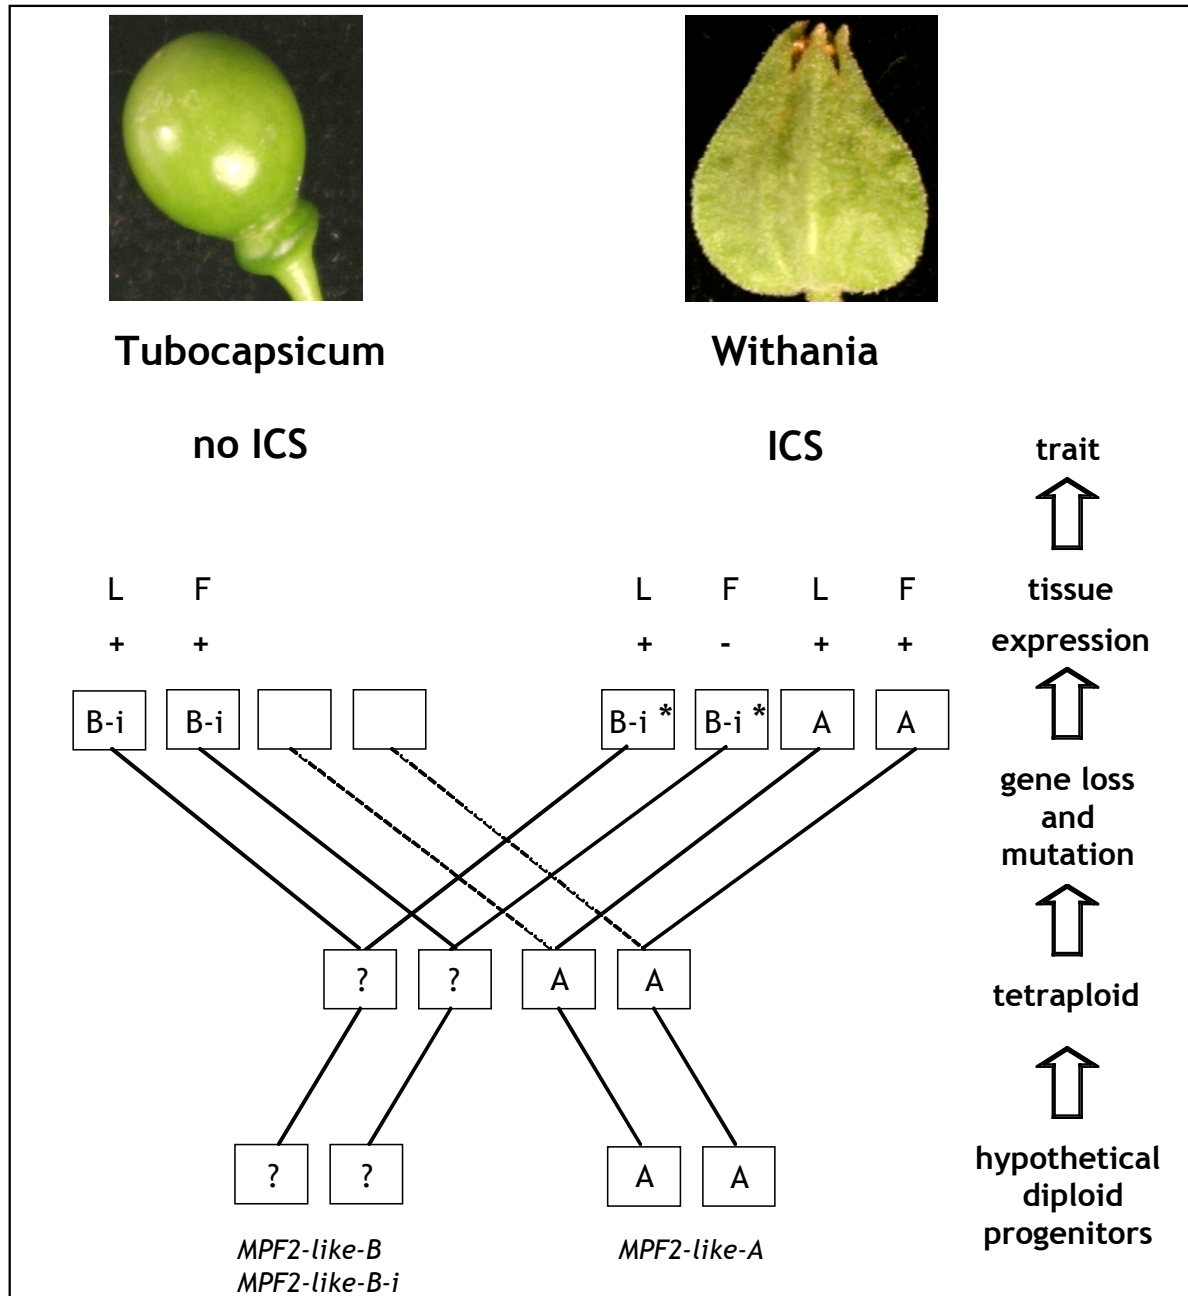 Tubocapsicum Withania
no ICS ICS trait
L F L F L F tissue
+ + + - + + expression
B-i B-i B-i * B-i * A A
gene loss
and
mutation
? ? A A tetraploid
? ? A A
hypothetical
diploid
progenitors
MPF2-like-B MPF2-like-A
MPF2-like-B-i